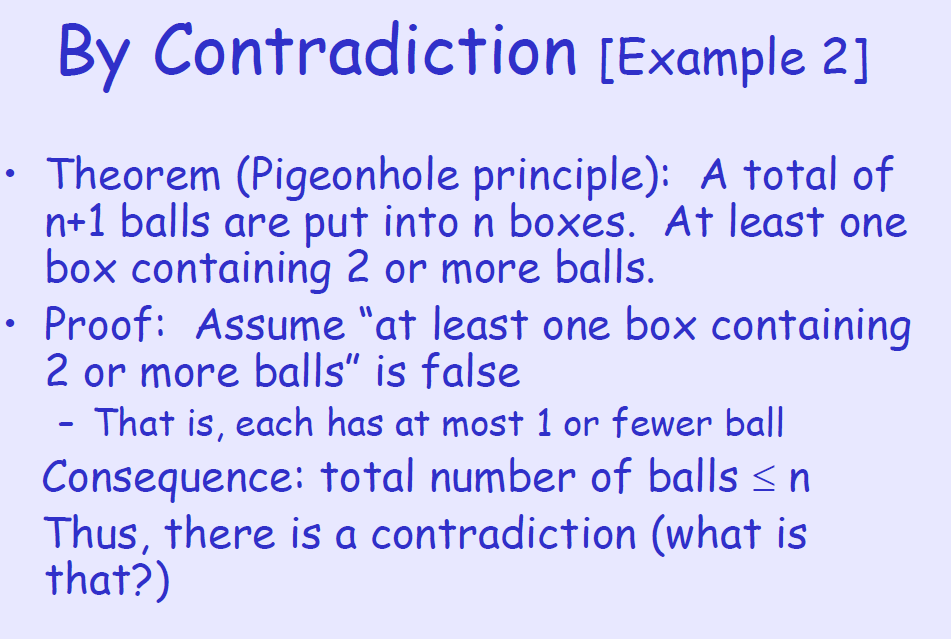 By Contradiction [Example 2]
• Theorem (Pigeonhole principle): A total of
n+1 balls are put into n boxes. At least one
box containing 2 or more balls.
• Proof: Assume “at least one box containing
2 or more balls” is false
– That is, each has at most 1 or fewer ball
Consequence: total number of balls ≤ n
Thus, there is a contradiction (what is
that?)